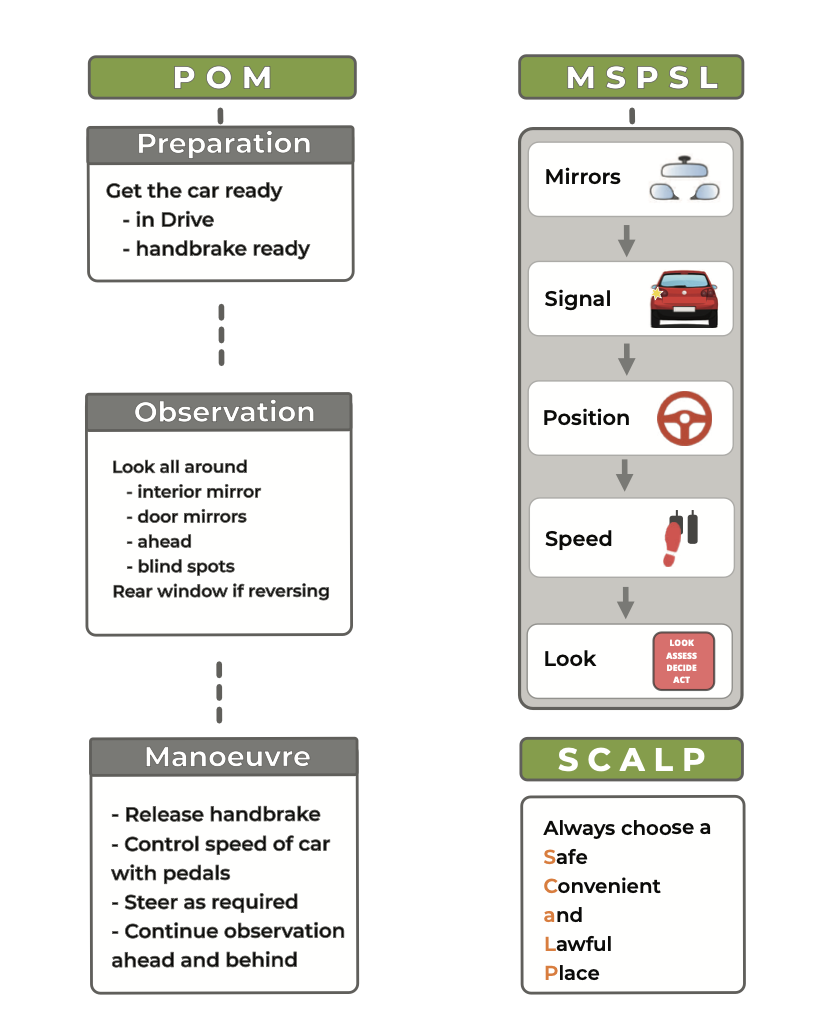 POM
Preparation
Get the car ready
- in Drive
- handbrake ready
Observation
Look all around
- interior mirror
- door mirrors
- ahead
- blind spots
Rear window if reversing
Manoeuvre
- Release handbrake
- Control speed of car
with pedals
- Steer as required
- Continue observation
ahead and behind
MSPSL
Mirrors
Signal
Position
Speed
Look
LOOK
ASSESS
DECIDE
ACT
SCALP
Always choose a
Safe
Convenient
and
Lawful
Place